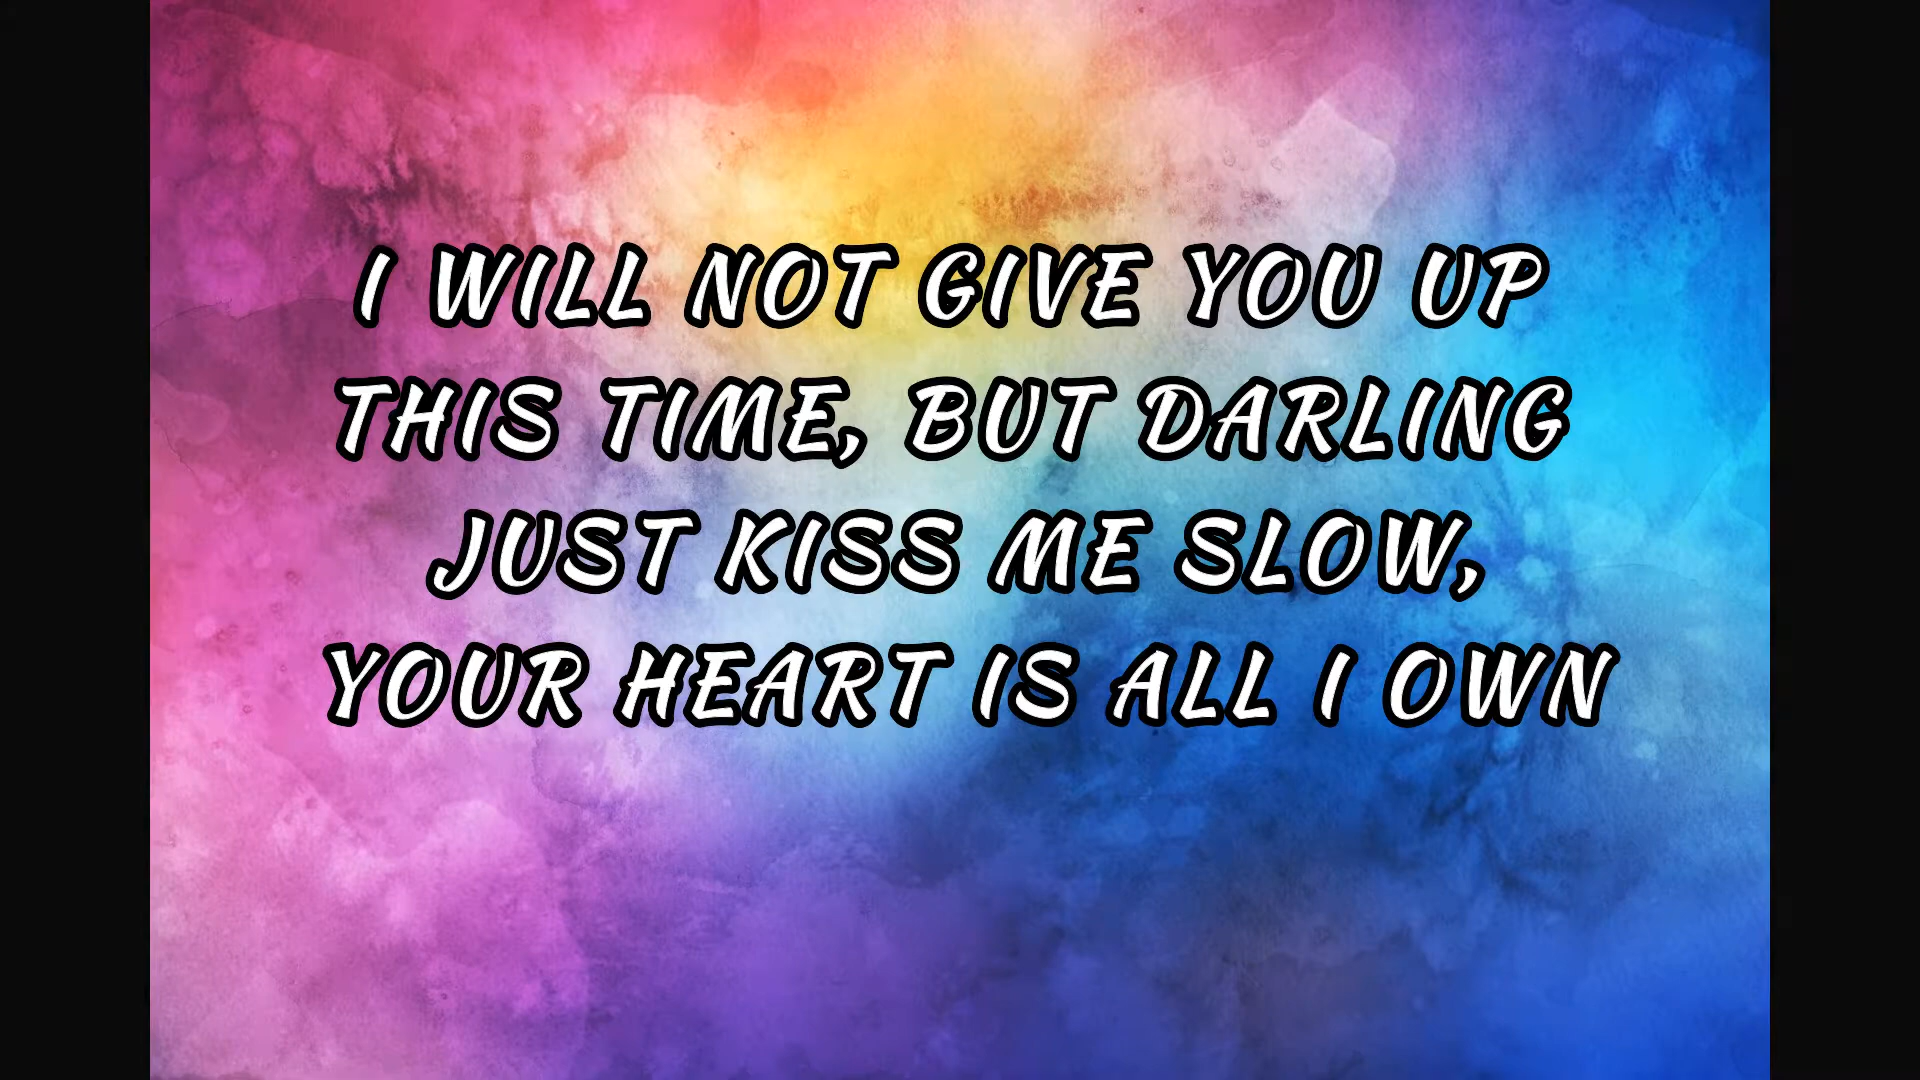 I WILL NOT GIVE YOU UP
THIS TIME, BUT DARLING
JUST KISS ME SLOW,
YOUR HEART IS ALL I OWN